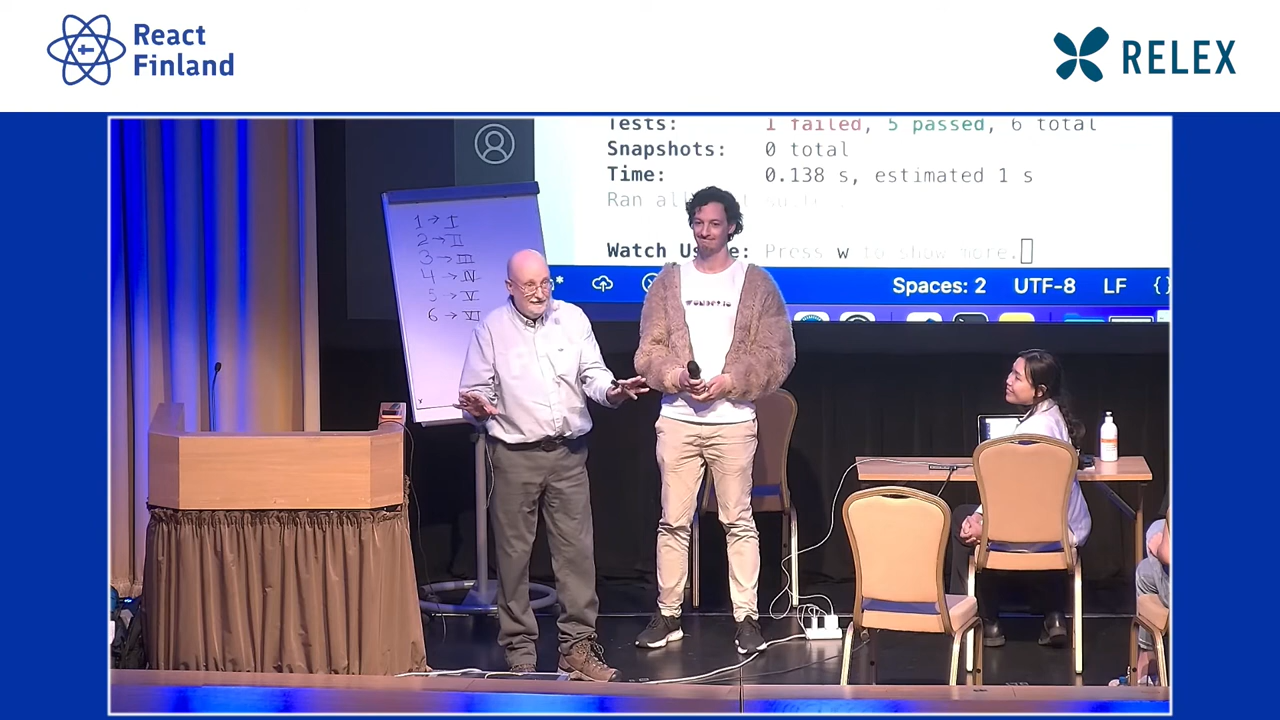 React
Finland
RELEX
Tests: 1 failed, 5 passed, 6 total
Snapshots: 0 total
Time: 0.138 s, estimated 1 s
Ran all
Watch Usage: Press w to show more.
Spaces: 2 UTF-8 LF {}
1 → I
2 → II
3 → III
4 → IV
5 → V
6 → VI